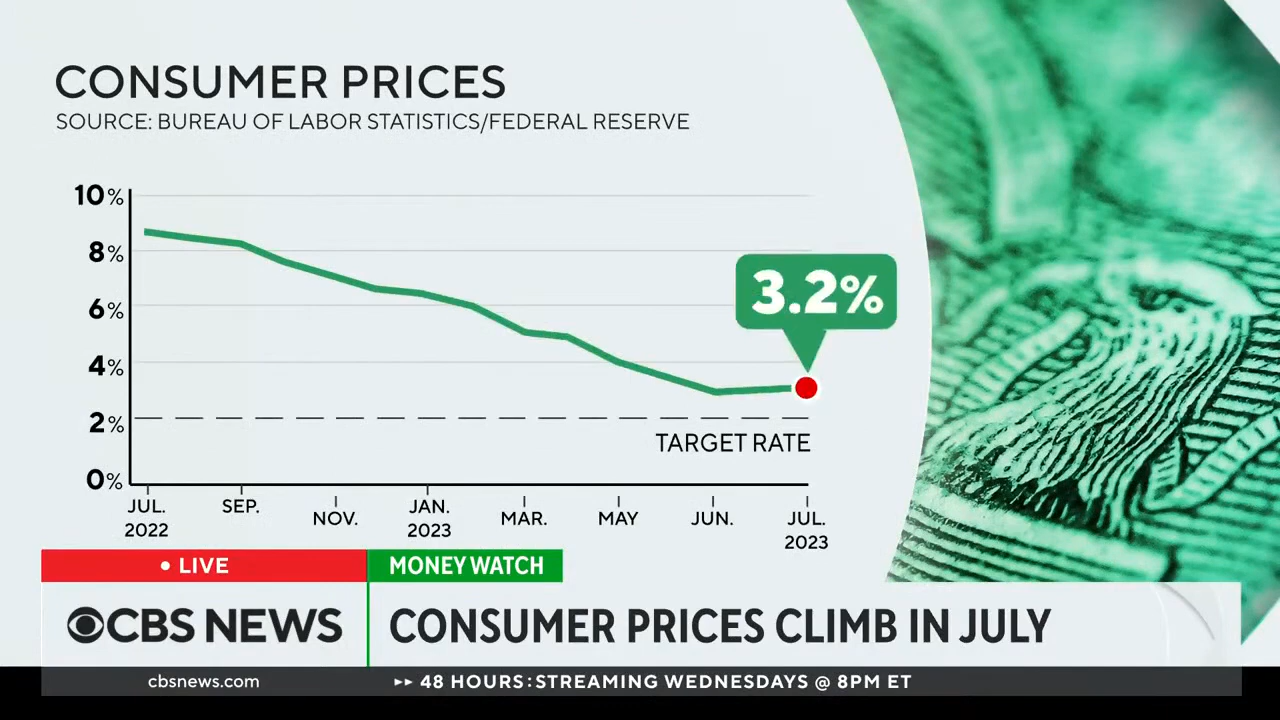 CONSUMER PRICES
SOURCE: BUREAU OF LABOR STATISTICS/FEDERAL RESERVE
10%
8%
6%
4%
2%
0%
3.2%
TARGET RATE
JUL. 2022
SEP.
NOV.
JAN. 2023
MAR.
MAY
JUN.
JUL. 2023
• LIVE
MONEY WATCH
CBS NEWS
CONSUMER PRICES CLIMB IN JULY
cbsnews.com
48 HOURS: STREAMING WEDNESDAYS @ 8PM ET